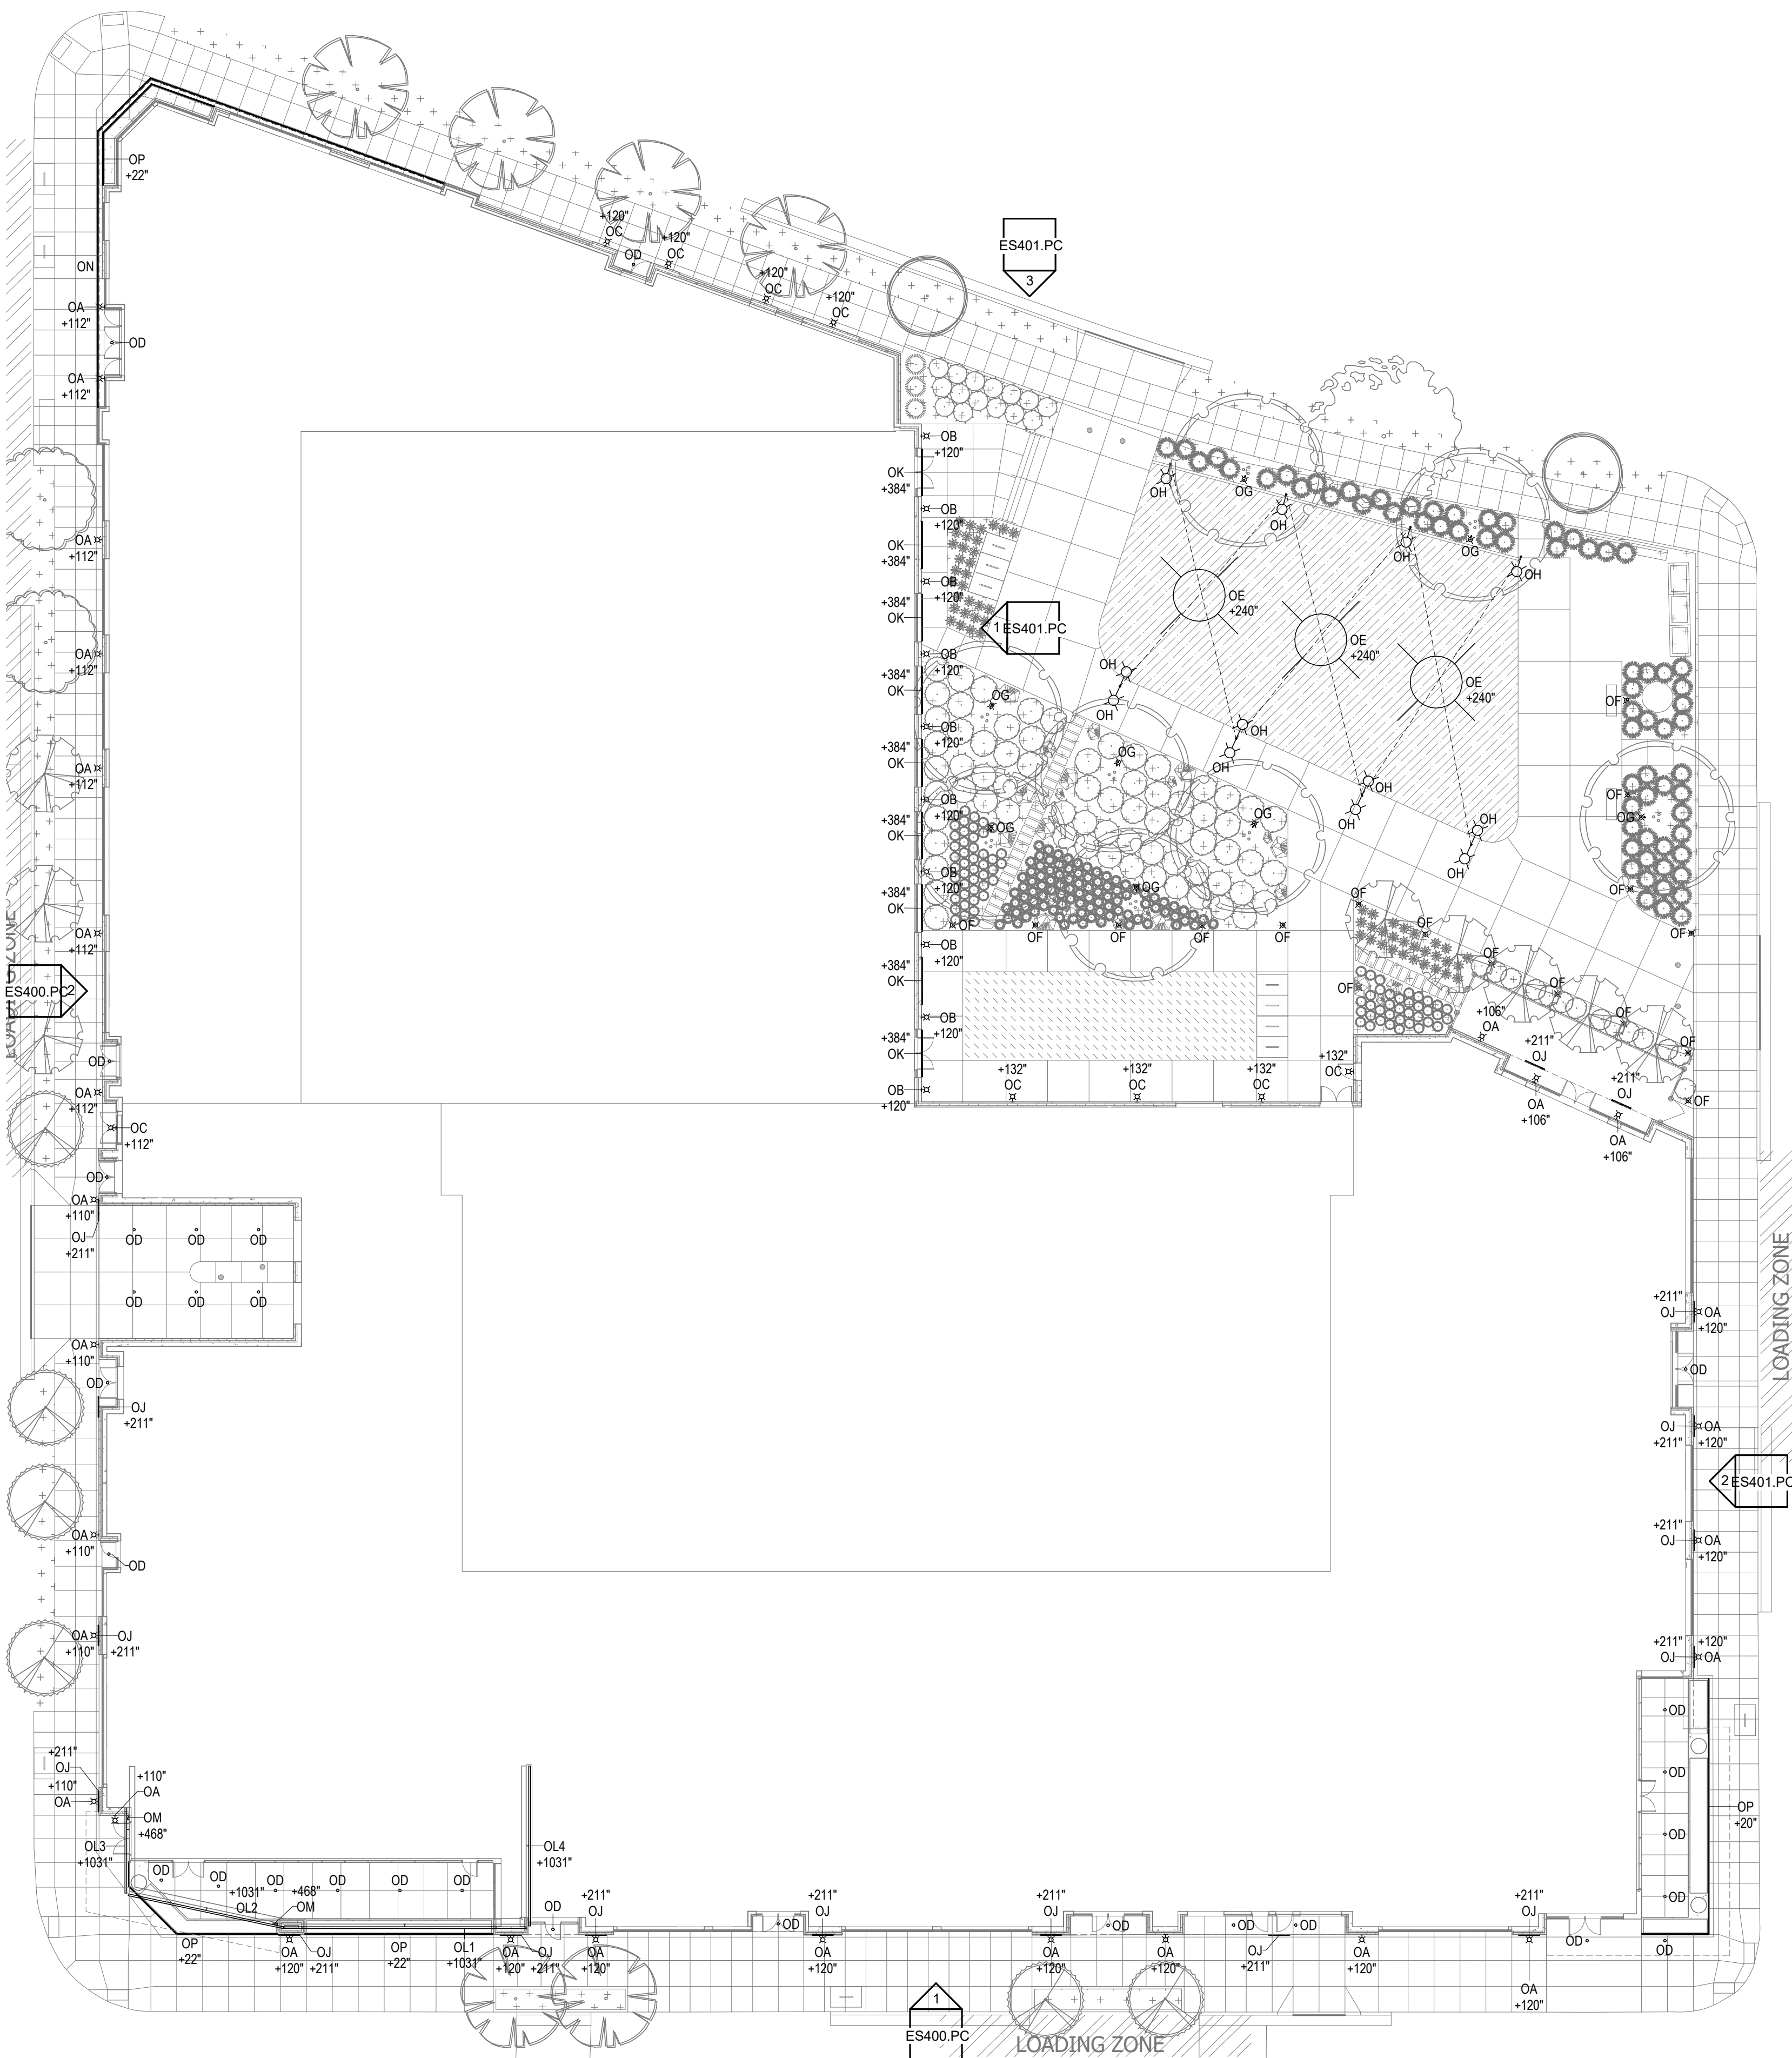 OP
+22"
ON
OA
+112"
OD
OA
+112"
+120"
OC
OD
+120"
OC
+120"
OC
+120"
OC
ES401.PC
3
OA
+112"
OA
+112"
OA
+112"
OA
+112"
ES400.PC
2
OD
OA
+112"
OC
+112"
OD
OA
+110"
OJ
+211"
OD
OD
OD
OD
OD
OD
OA
+110"
OD
OJ
+211"
OA
+110"
OD
OA
+110"
OJ
+211"
OB
+120"
OK
+384"
OB
+120"
OK
+384"
OB
+120"
+384"
OK
OB
+120"
+384"
OK
OB
+120"
+384"
OK
OB
+120"
+384"
OK
OB
+120"
+384"
OK
OB
+120"
+384"
OK
OB
+120"
+384"
OK
OB
+120"
1
ES401.PC
OH
OG
OH
OH
OG
OH
OE
+240"
OE
+240"
OE
+240"
OH
OH
OH
OH
OH
OH
OH
OH
OG
OG
OG
OG
OG
OF
OF
OF
OF
OF
OF
OF
OG
OF
OF
OF
OF
OF
OF
OF
OF
OF
OF
+106"
OA
+211"
OJ
+211"
OJ
OA
+106"
OA
+106"
+132"
OC
+132"
OC
+132"
OC
+132"
OC
LOADING ZONE
+211"
OJ
OA
+120"
OD
OJ
+211"
OA
+120"
2
ES401.PC
+211"
OJ
OA
+120"
+211"
OJ
+120"
OA
OD
OD
OP
+20"
OD
OD
OD
OD
+211"
OJ
+110"
OA
+110"
OA
OM
+468"
OL3
+1031"
OL4
+1031"
OD
OD
OD
OD
OD
OD
+1031"
OL2
+468"
OM
OP
+22"
OA
+120"
OJ
+211"
OP
+22"
OL1
+1031"
OA
+120"
OJ
+211"
OD
+211"
OJ
OA
+120"
OD
+211"
OJ
OA
+120"
+211"
OJ
OA
+120"
OD
OA
+120"
OD
OD
OJ
+211"
OA
+120"
+211"
OJ
OA
+120"
1
ES400.PC
LOADING ZONE